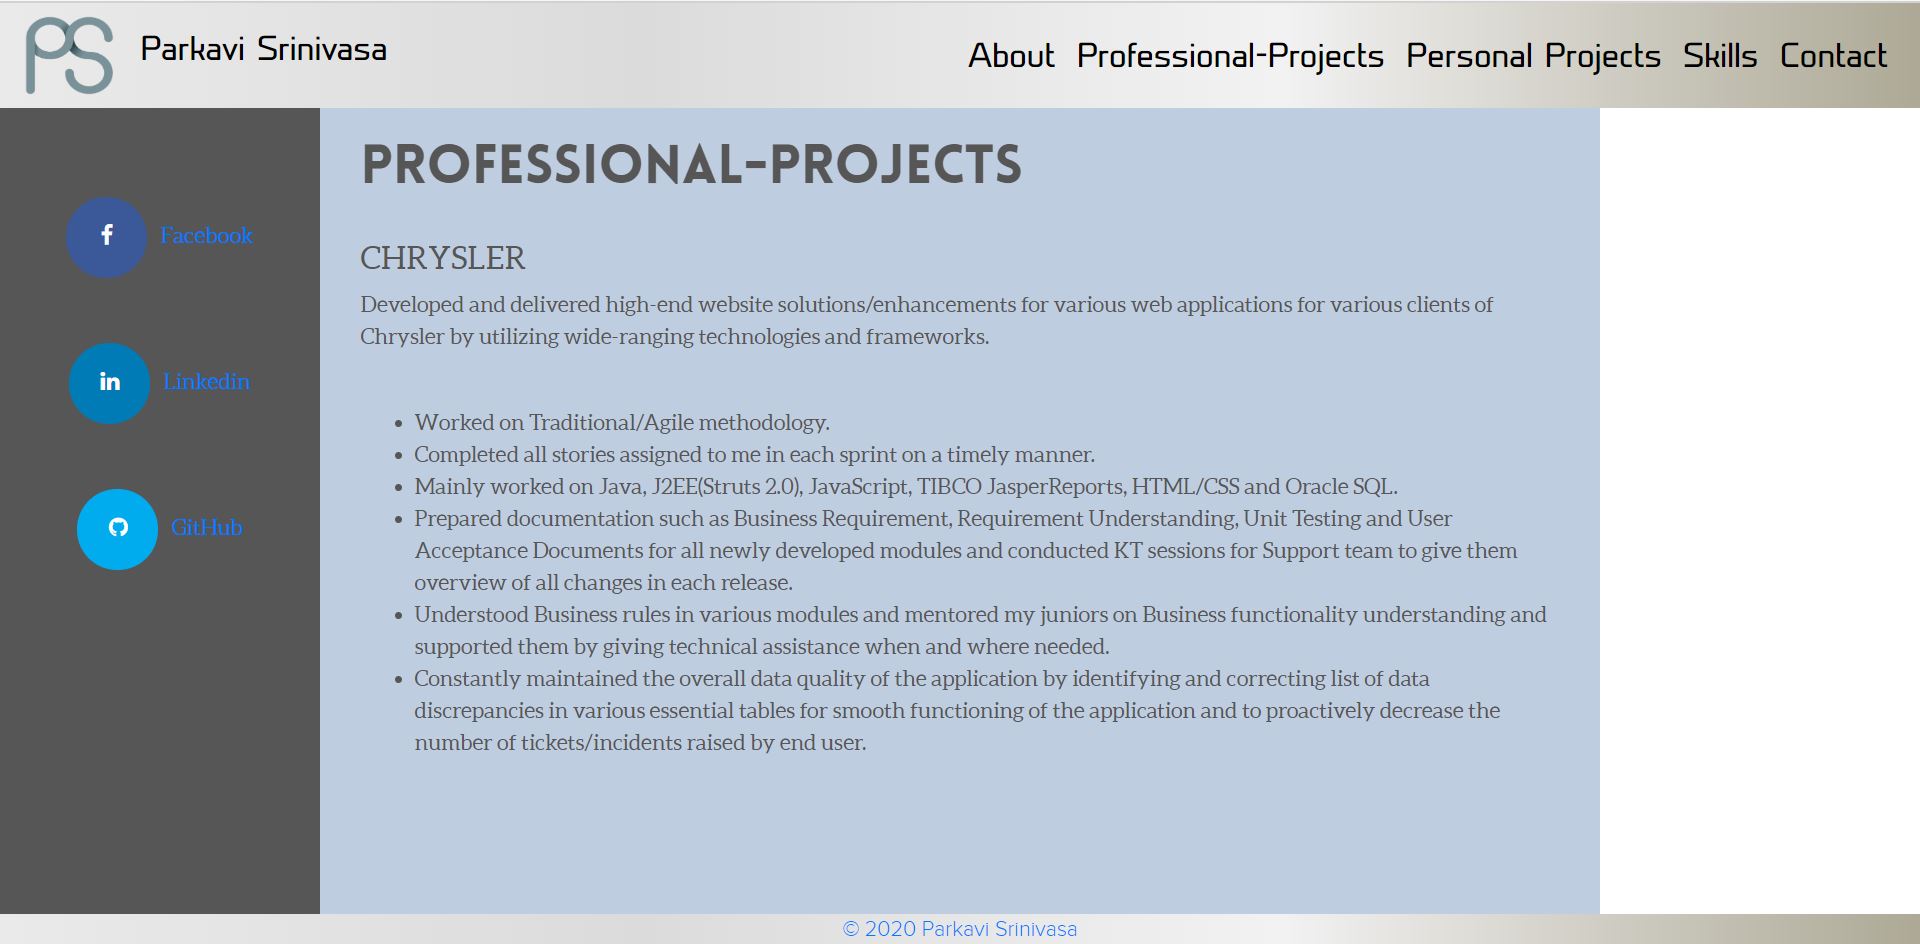 PS
Parkavi Srinivasa
About Professional-Projects Personal Projects Skills Contact
Facebook
Linkedin
GitHub
PROFESSIONAL-PROJECTS
CHRYSLER
Developed and delivered high-end website solutions/enhancements for various web applications for various clients of
Chrysler by utilizing wide-ranging technologies and frameworks.
• Worked on Traditional/Agile methodology.
• Completed all stories assigned to me in each sprint on a timely manner.
• Mainly worked on Java, J2EE(Struts 2.0), JavaScript, TIBCO JasperReports, HTML/CSS and Oracle SQL.
• Prepared documentation such as Business Requirement, Requirement Understanding, Unit Testing and User
Acceptance Documents for all newly developed modules and conducted KT sessions for Support team to give them
overview of all changes in each release.
• Understood Business rules in various modules and mentored my juniors on Business functionality understanding and
supported them by giving technical assistance when and where needed.
• Constantly maintained the overall data quality of the application by identifying and correcting list of data
discrepancies in various essential tables for smooth functioning of the application and to proactively decrease the
number of tickets/incidents raised by end user.
© 2020 Parkavi Srinivasa